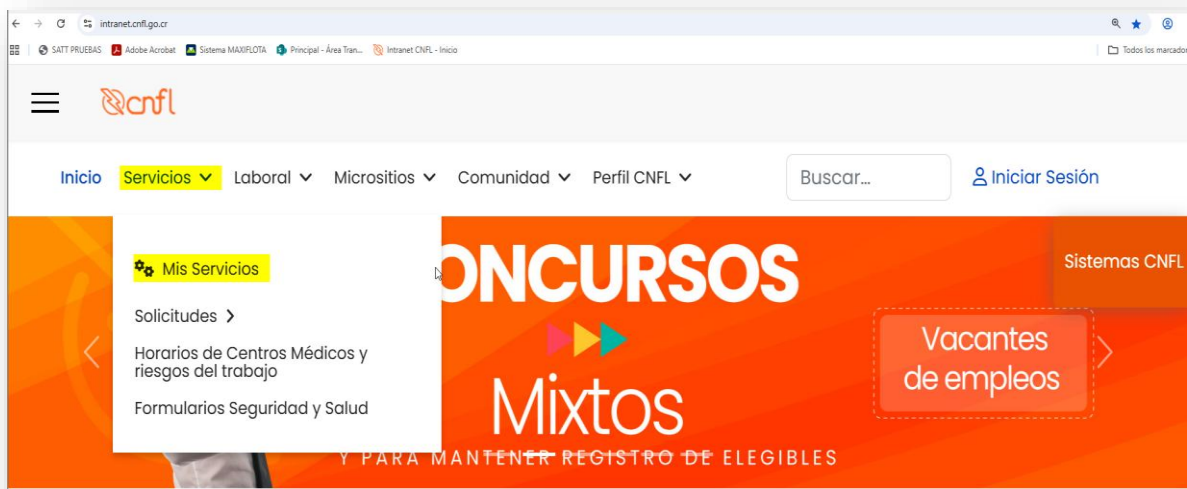 intranet.cnfl.go.cr
SATT PRUEBAS Adobe Acrobat Sistema MAXIFLOTA Principal - Área Tran... Intranet CNFL - Inicio Todos los marcador
cnfl
Inicio Servicios Laboral Micrositios Comunidad Perfil CNFL Buscar... Iniciar Sesión
Mis Servicios
Solicitudes
Horarios de Centros Médicos y
riesgos del trabajo
Formularios Seguridad y Salud
ONCURSOS
Mixtos
Y PARA MANTENER REGISTRO DE ELEGIBLES
Vacantes
de empleos
Sistemas CNFL